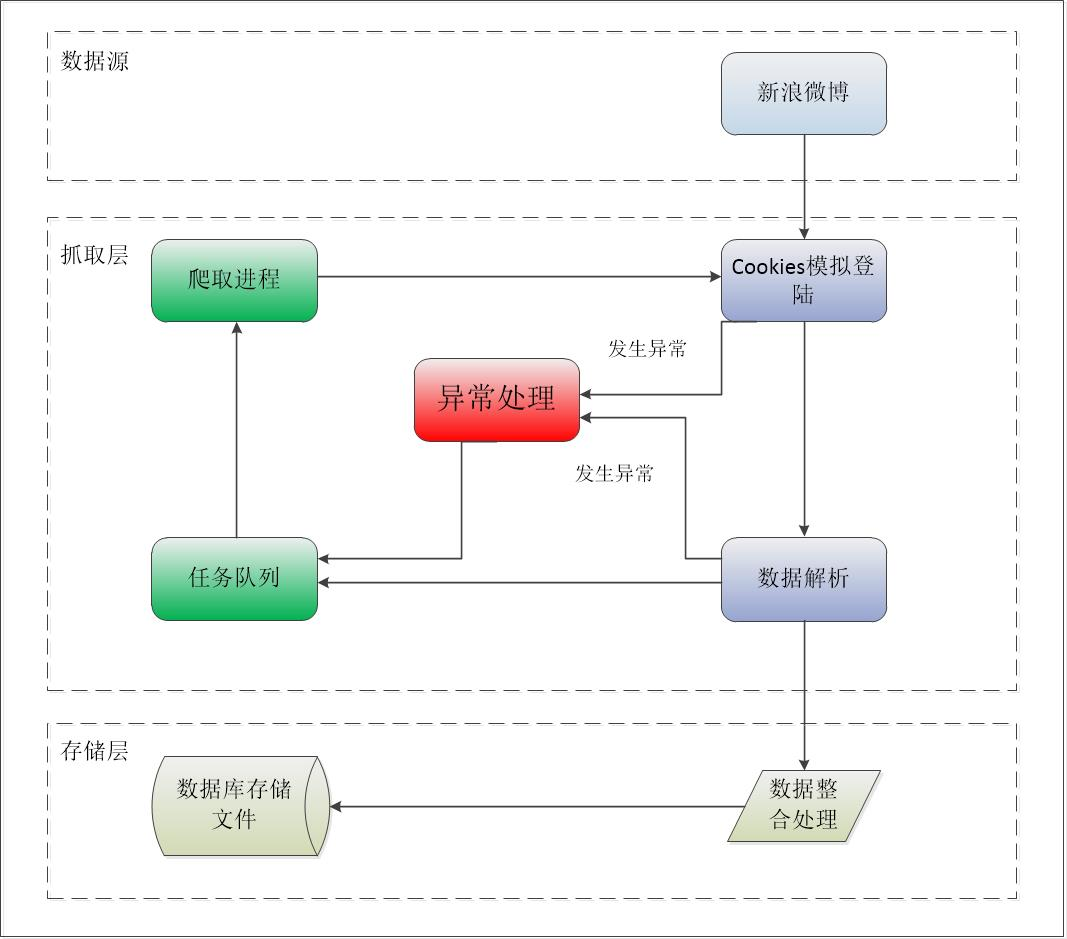 数据源
新浪微博
抓取层
爬取进程
Cookies模拟登
陆
发生异常
异常处理
发生异常
任务队列
数据解析
存储层
数据库存储
文件
数据整
合处理